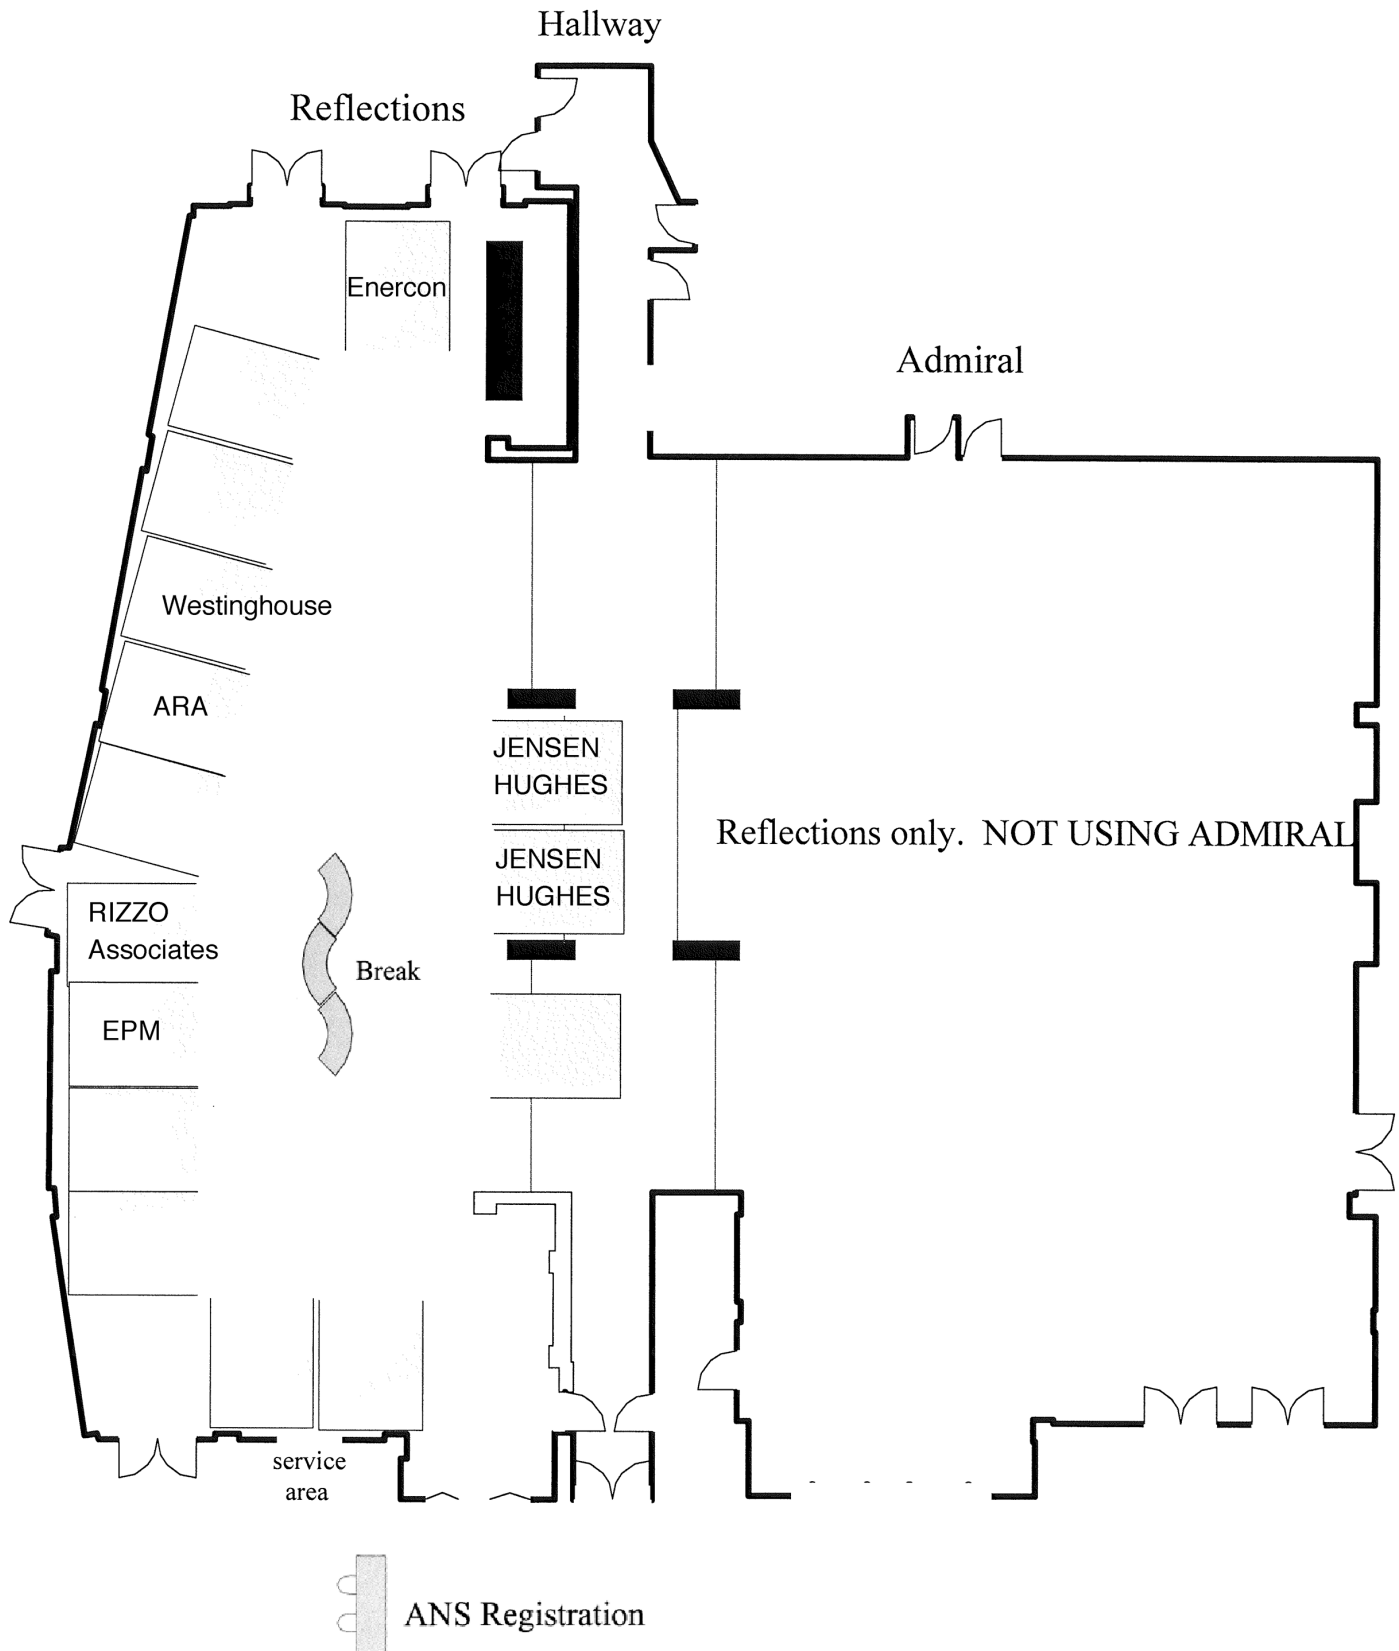 Hallway
Reflections
Enercon
Admiral
Westinghouse
ARA
JENSEN
HUGHES
Reflections only.  NOT USING ADMIRAL
JENSEN
HUGHES
RIZZO
Associates
Break
EPM
service
area
ANS Registration